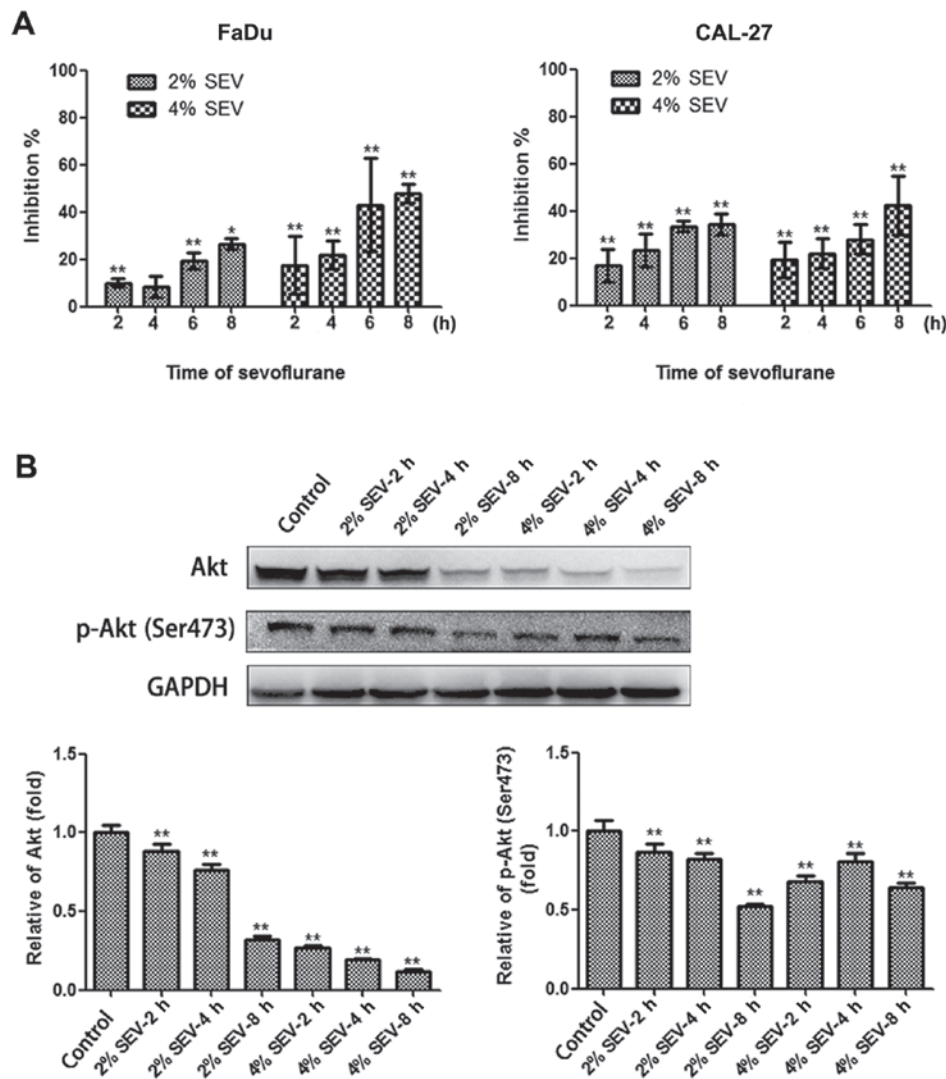 A
FaDu
CAL-27
100
80
60
40
20
0
Inhibition %
2% SEV
4% SEV
** ** * ** ** ** **
2 4 6 8 2 4 6 8 (h)
Time of sevoflurane
100
80
60
40
20
0
Inhibition %
2% SEV
4% SEV
** ** ** ** ** ** ** **
2 4 6 8 2 4 6 8 (h)
Time of sevoflurane
B
Control 2% SEV-2 h 2% SEV-4 h 2% SEV-8 h 4% SEV-2 h 4% SEV-4 h 4% SEV-8 h
Akt
p-Akt (Ser473)
GAPDH
1.5
1.0
0.5
0.0
Relative of Akt (fold)
** ** ** ** ** **
Control 2% SEV-2 h 2% SEV-4 h 2% SEV-8 h 4% SEV-2 h 4% SEV-4 h 4% SEV-8 h
1.5
1.0
0.5
0.0
Relative of p-Akt (Ser473)
(fold)
** ** ** ** ** **
Control 2% SEV-2 h 2% SEV-4 h 2% SEV-8 h 4% SEV-2 h 4% SEV-4 h 4% SEV-8 h